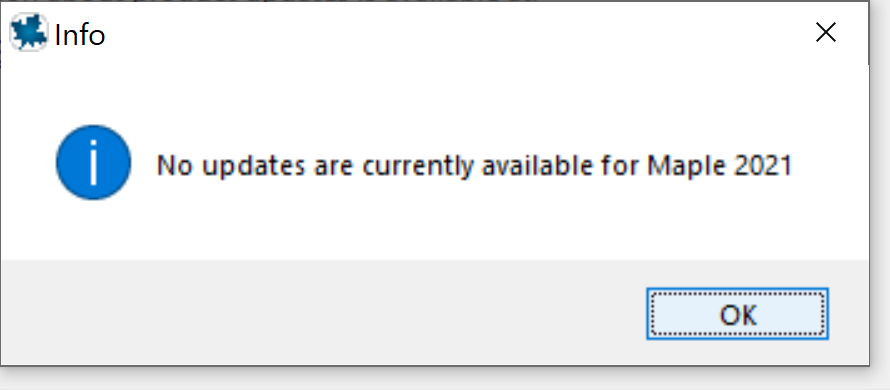 Info
No updates are currently available for Maple 2021
OK